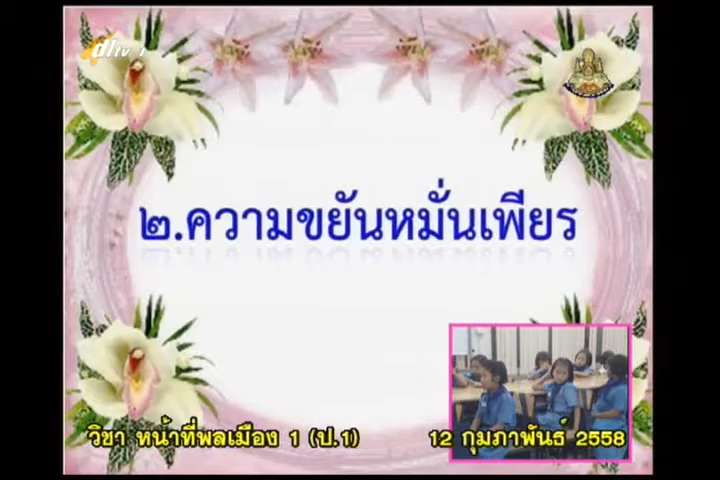 dltv 1
๒.ความขยันหมั่นเพียร
วิชา หน้าที่พลเมือง 1 (ป.1) 12 กุมภาพันธ์ 2558